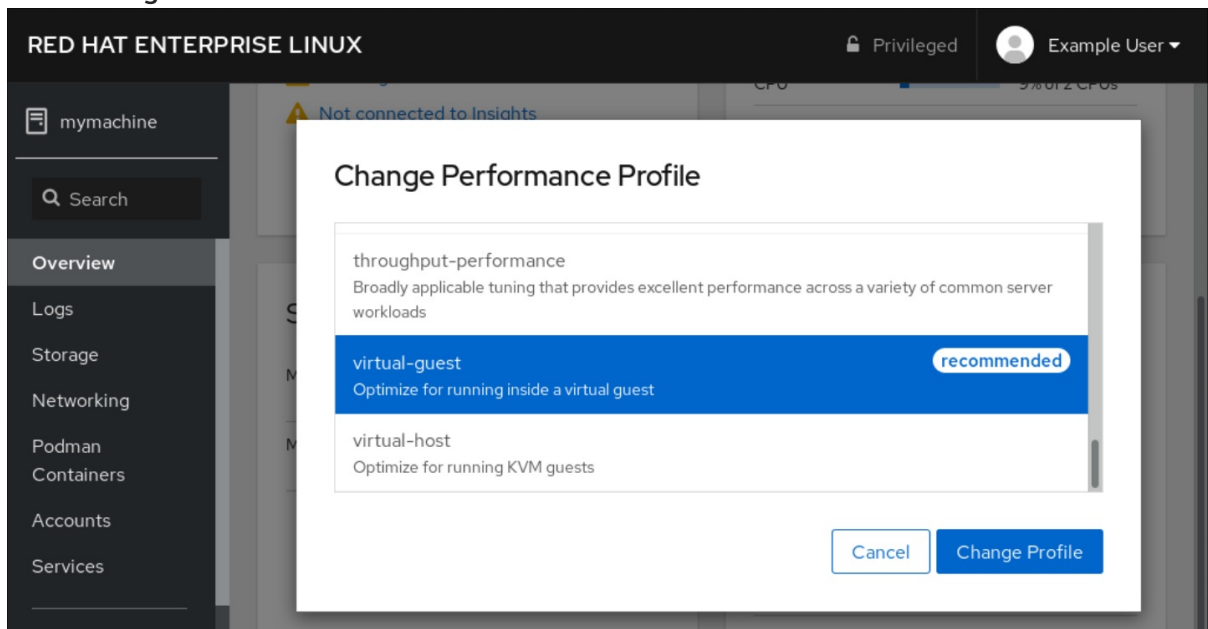 RED HAT ENTERPRISE LINUX
Privileged
Example User
mymachine
Not connected to Insights
Search
Change Performance Profile
Overview
Logs
Storage
Networking
Podman
Containers
Accounts
Services
throughput-performance
Broadly applicable tuning that provides excellent performance across a variety of common server
workloads
virtual-guest
recommended
Optimize for running inside a virtual guest
virtual-host
Optimize for running KVM guests
Cancel
Change Profile